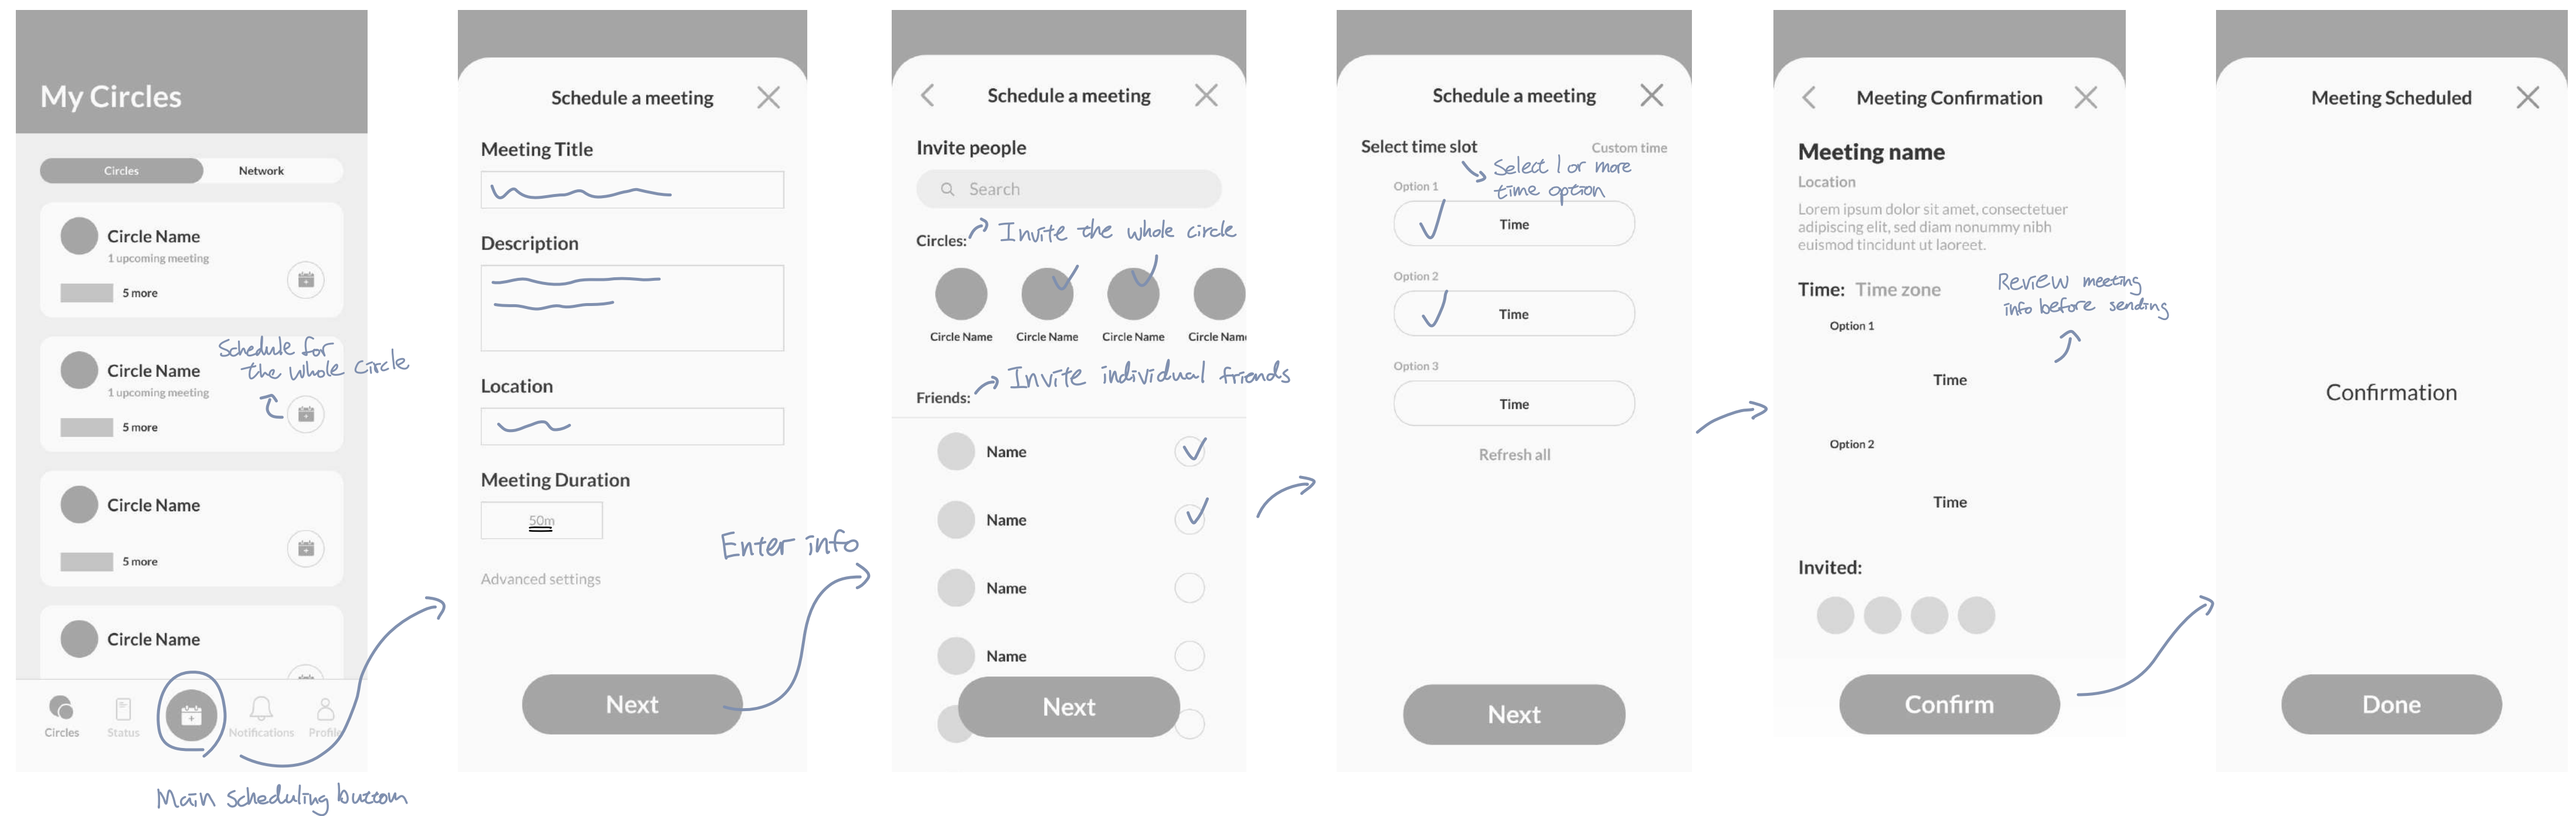 My Circles
Circles
Network
Circle Name
1 upcoming meeting
5 more
Circle Name
1 upcoming meeting
5 more
Schedule for
the whole circle
Circle Name
5 more
Circle Name
Circles
Status
Notifications
Profile
Main scheduling button
Schedule a meeting
Meeting Title
Description
Location
Meeting Duration
50m
Advanced settings
Next
Enter info
Schedule a meeting
Invite people
Search
Invite the whole circle
Circles:
Circle Name
Circle Name
Circle Name
Circle Nam
Invite individual friends
Friends:
Name
Name
Name
Name
Next
Schedule a meeting
Select time slot
Custom time
Select 1 or more
time option
Option 1
Time
Option 2
Time
Option 3
Time
Refresh all
Next
Meeting Confirmation
Meeting name
Location
Lorem ipsum dolor sit amet, consectetuer
adipiscing elit, sed diam nonummy nibh
euismod tincidunt ut laoreet.
Time: Time zone
Review meeting
info before sending
Option 1
Time
Option 2
Time
Invited:
Confirm
Meeting Scheduled
Confirmation
Done